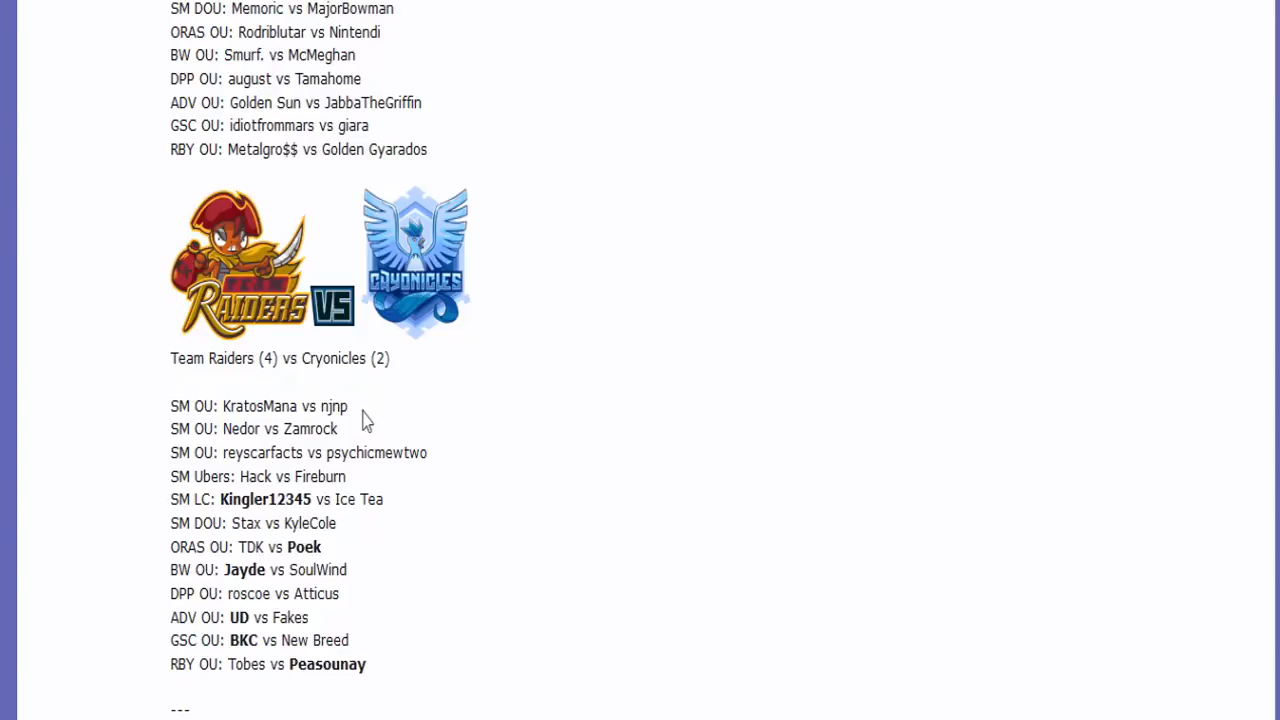 SM DOU: Memoric vs MajorBowman
ORAS OU: Rodriblutar vs Nintendi
BW OU: Smurf. vs McMeghan
DPP OU: august vs Tamahome
ADV OU: Golden Sun vs JabbaTheGriffin
GSC OU: idiotfrommars vs giara
RBY OU: Metalgro$$ vs Golden Gyarados
TEAM
RAIDERS
VS
CRYONICLES
Team Raiders (4) vs Cryonicles (2)
SM OU: KratosMana vs njnp
SM OU: Nedor vs Zamrock
SM OU: reyscarfacts vs psychicmewtwo
SM Ubers: Hack vs Fireburn
SM LC: Kingler12345 vs Ice Tea
SM DOU: Stax vs KyleCole
ORAS OU: TDK vs Poek
BW OU: Jayde vs SoulWind
DPP OU: roscoe vs Atticus
ADV OU: UD vs Fakes
GSC OU: BKC vs New Breed
RBY OU: Tobes vs Peasounay
---